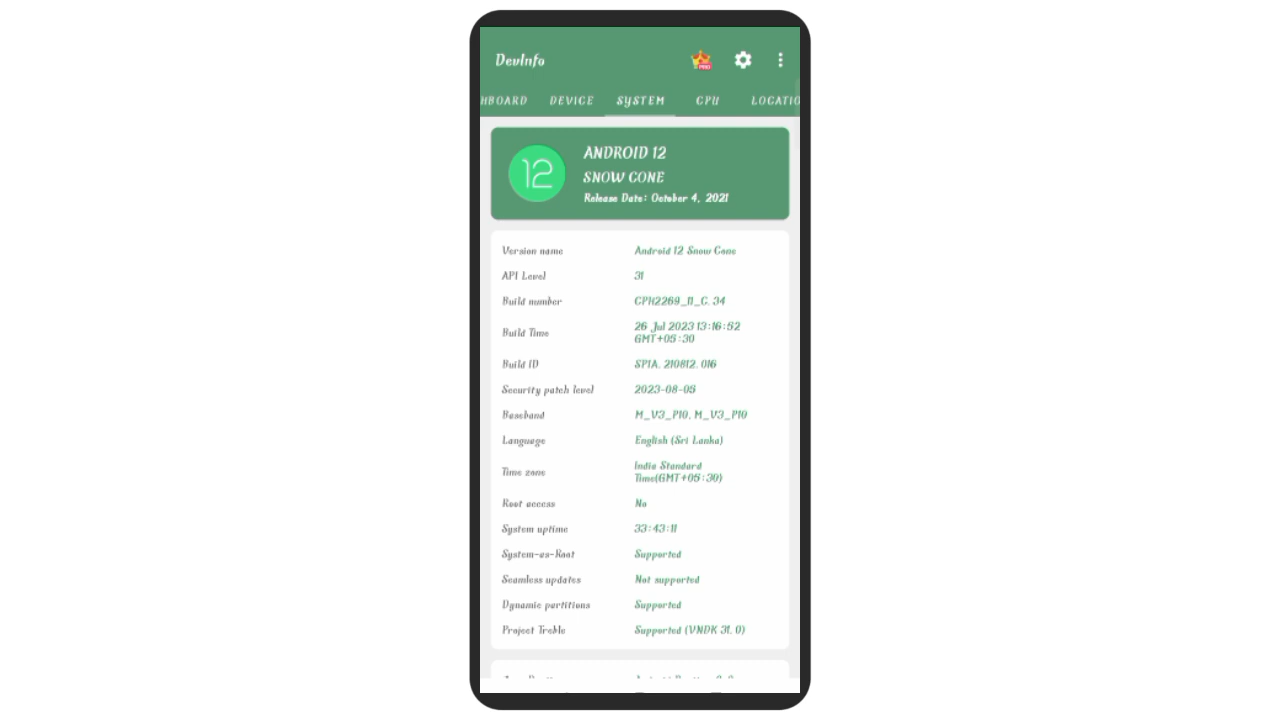 DevInfo
PRO
HBOARD DEVICE SYSTEM CPU LOCATIO
12
ANDROID 12
SNOW CONE
Release Date: October 4, 2021
Version name Android 12 Snow Cone
API Level 31
Build number CPH2269_11_C.34
Build Time 26 Jul 2023 13:16:52
GMT+05:30
Build ID SP1A.210812.016
Security patch level 2023-08-05
Baseband M_V3_P10,M_V3_P10
Language English (Sri Lanka)
Time zone India Standard
Time(GMT+05:30)
Root access No
System uptime 33:43:11
System-as-Root Supported
Seamless updates Not supported
Dynamic partitions Supported
Project Treble Supported (VNDK 31.0)